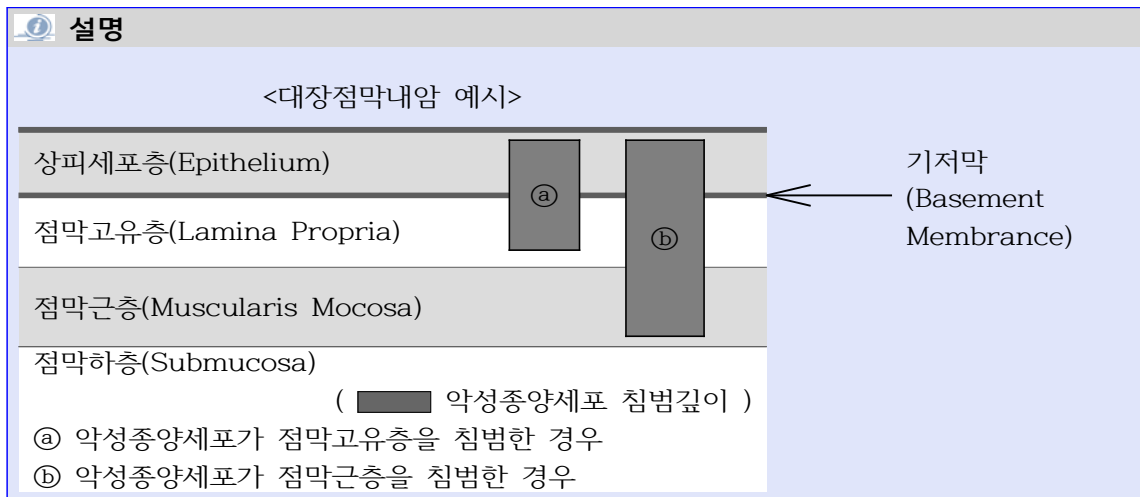 설명
<대장점막내암 예시>
상피세포층(Epithelium)
ⓐ
기저막
(Basement
Membrance)
점막고유층(Lamina Propria)
ⓑ
점막근층(Muscularis Mocosa)
점막하층(Submucosa)
( 악성종양세포 침범깊이 )
ⓐ 악성종양세포가 점막고유층을 침범한 경우
ⓑ 악성종양세포가 점막근층을 침범한 경우